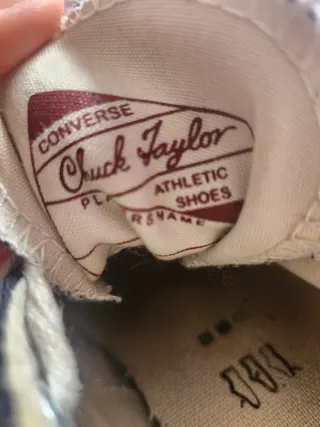 CONVERSE
Chuck Taylor
ATHLETIC
SHOES